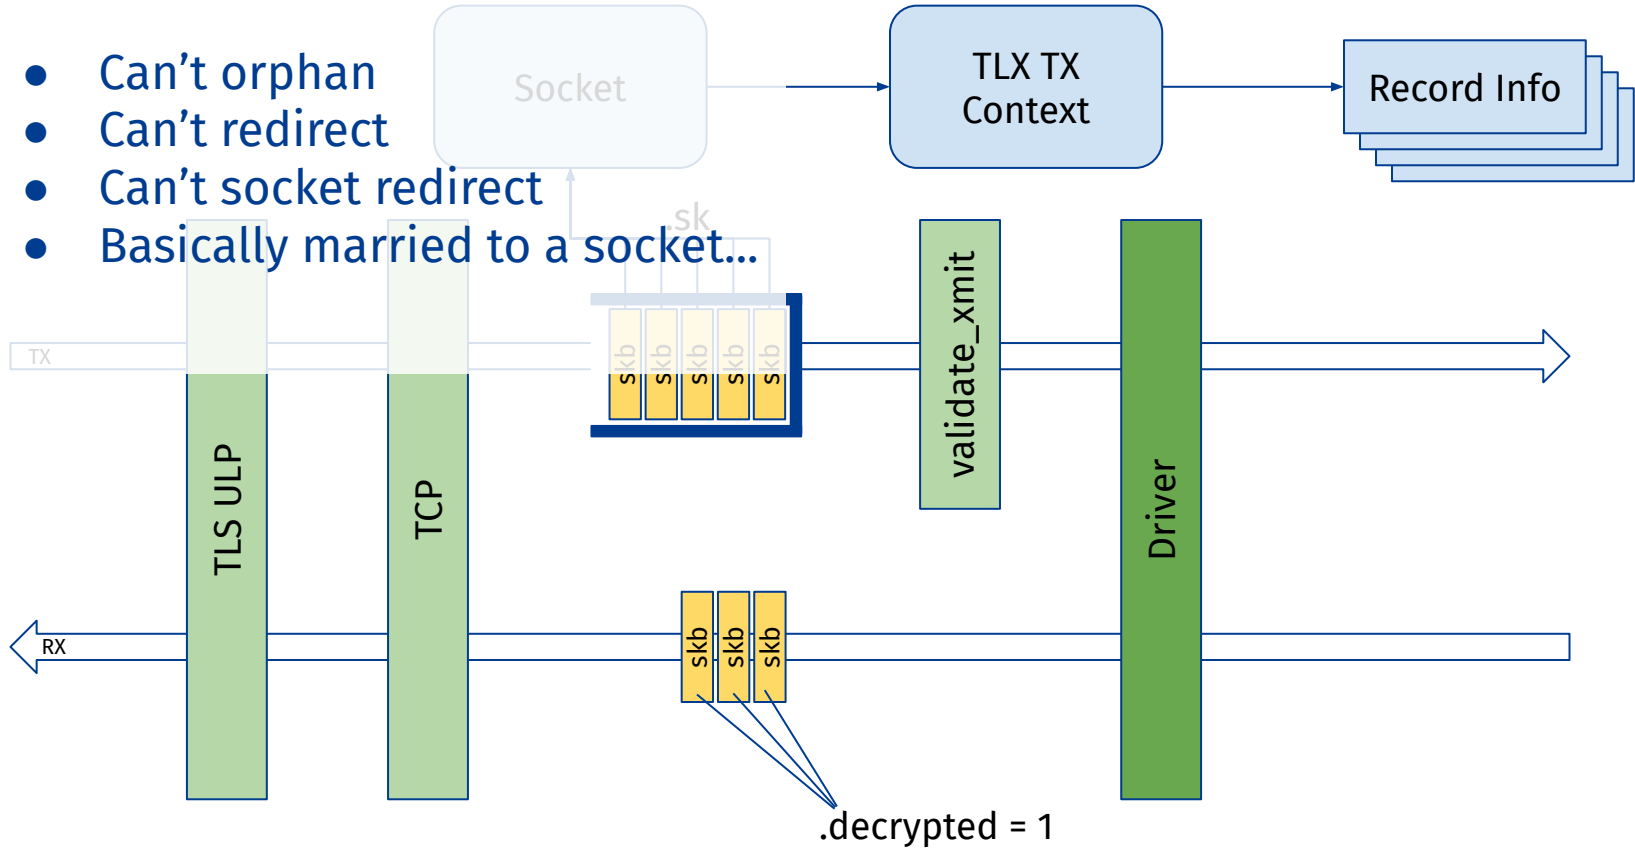 ● Can’t orphan
● Can’t redirect
● Can’t socket redirect
● Basically married to a socket…
Socket
TLX TX
Context
Record Info
.sk
TX
skb
skb
skb
skb
skb
validate_xmit
TLS ULP
TCP
Driver
RX
skb
skb
skb
.decrypted = 1